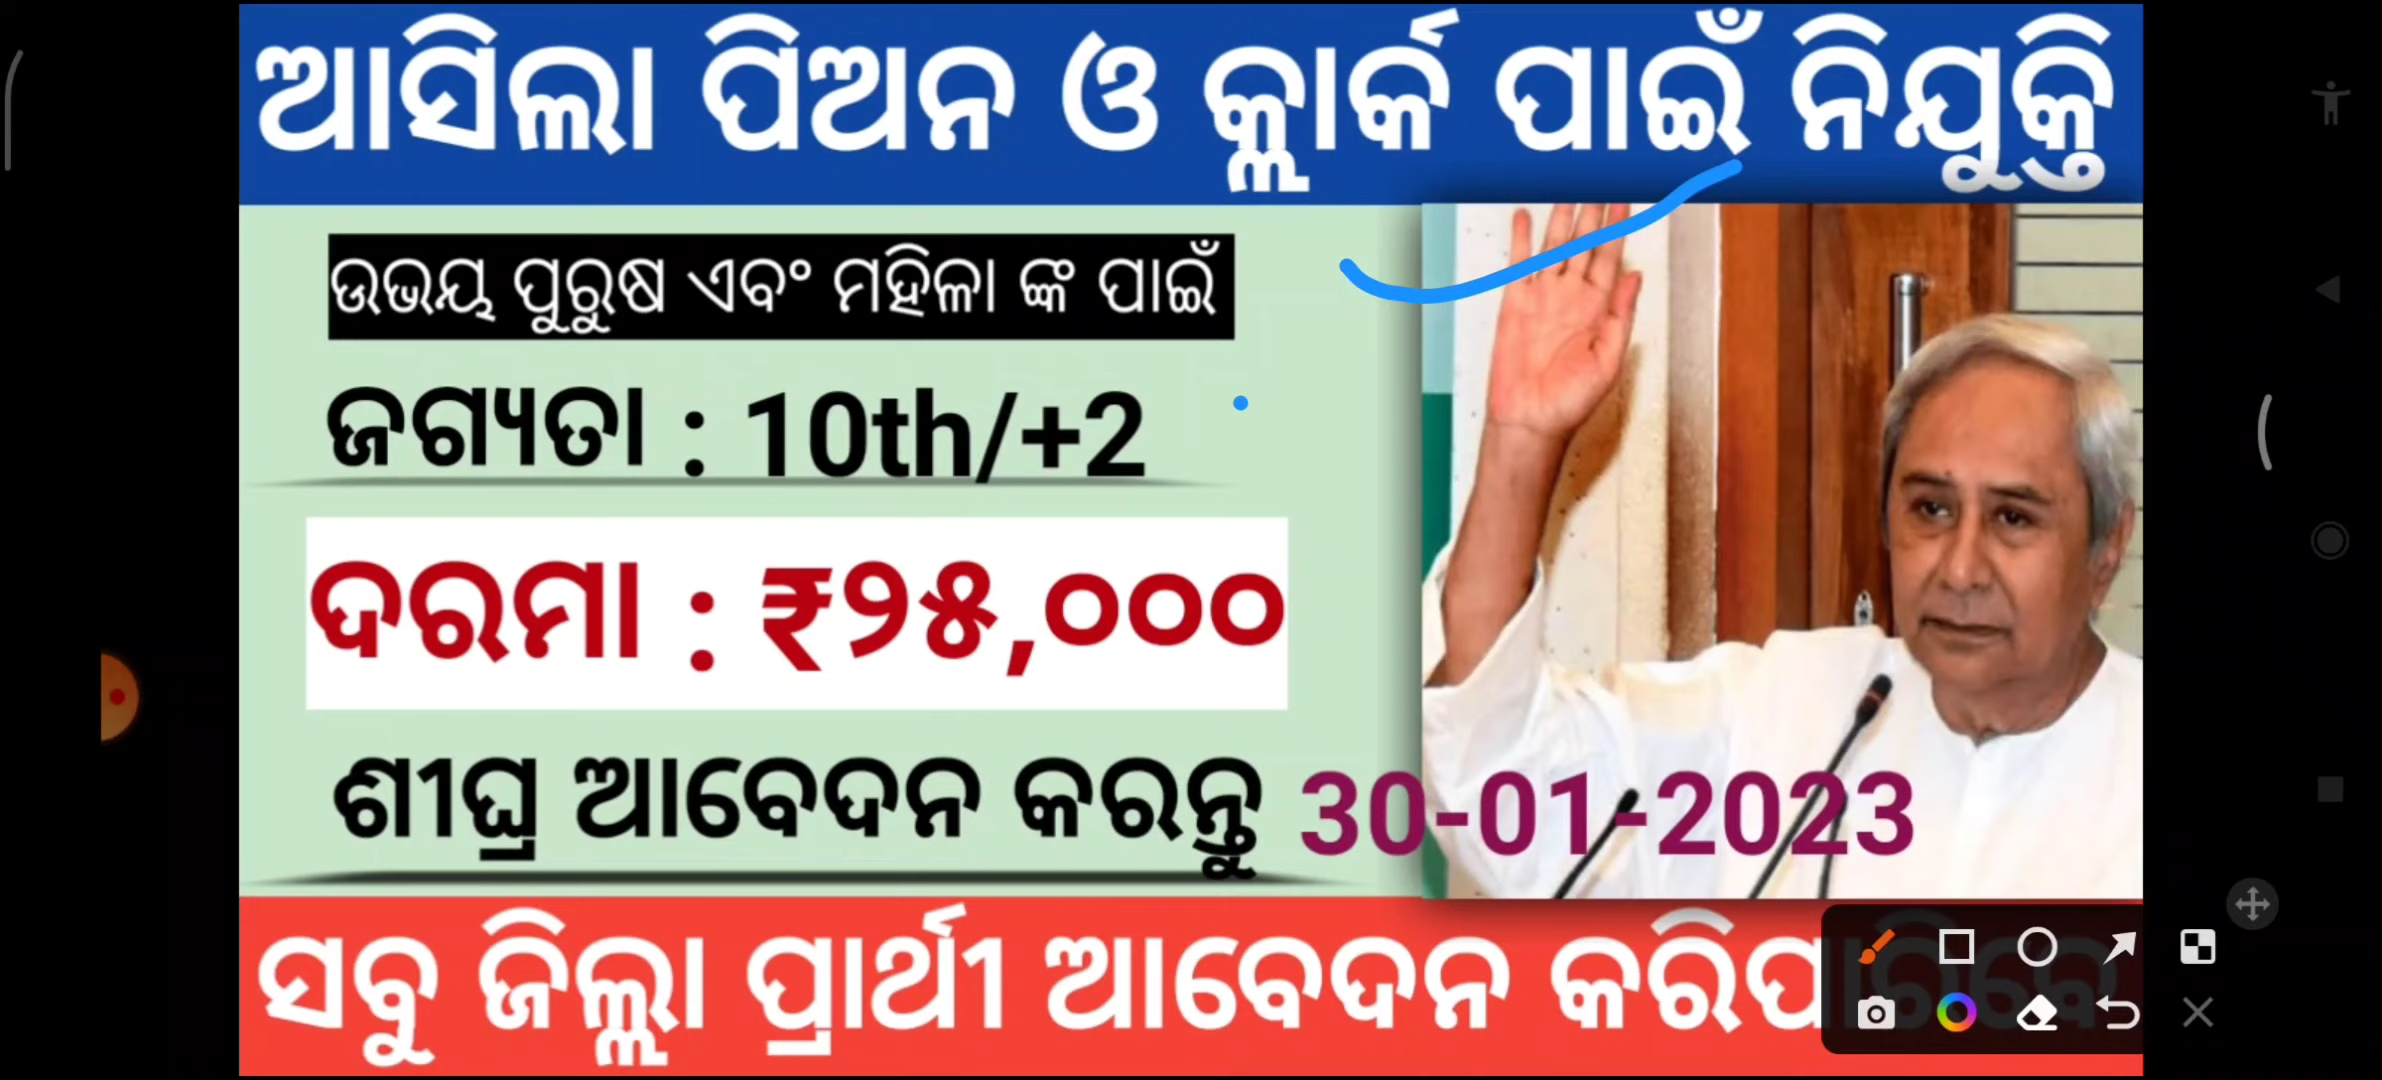 ଆସିଲା ପିଅନ ଓ କ୍ଲାର୍କ ପାଇଁ ନିଯୁକ୍ତି
ଉଭୟ ପୁରୁଷ ଏବଂ ମହିଳା ଙ୍କ ପାଇଁ
ଜଗ୍ୟତା : 10th/+2
ଦରମା : ₹୨୫,୦୦୦
ଶୀଘ୍ର ଆବେଦନ କରନ୍ତୁ 30-01-2023
ସବୁ ଜିଲ୍ଲା ପ୍ରାର୍ଥୀ ଆବେଦନ କରିପାରିବେ